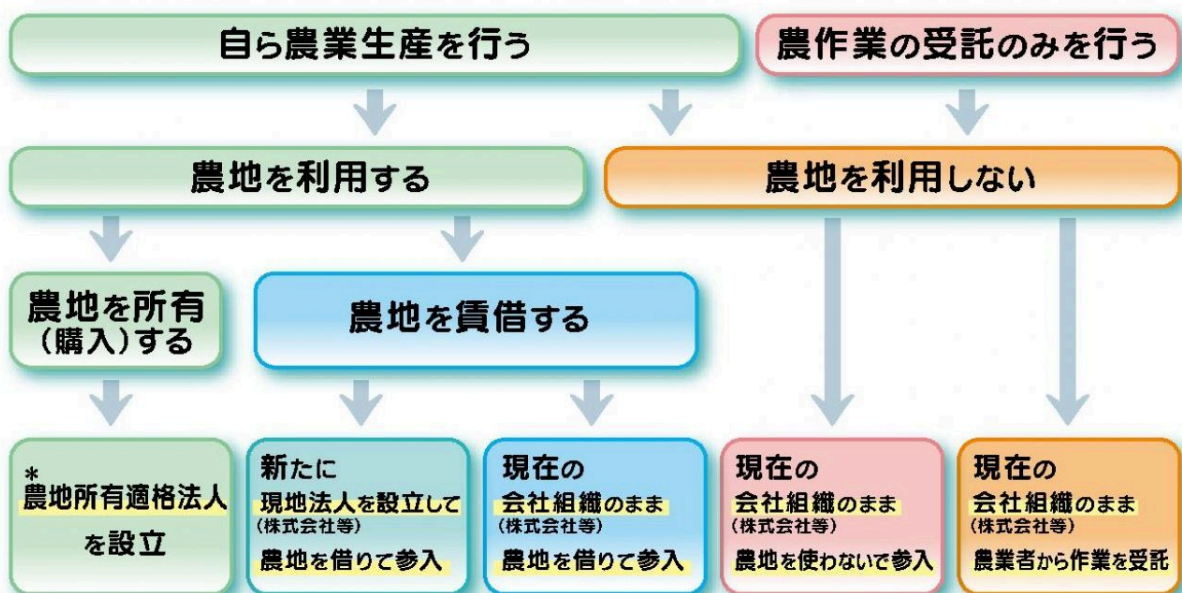 自ら農業生産を行う
農作業の受託のみを行う
農地を利用する
農地を利用しない
農地を所有
(購入)する
農地を賃借する
*
農地所有適格法人
を設立
新たに
現地法人を設立して
(株式会社等)
農地を借りて参入
現在の
会社組織のまま
(株式会社等)
農地を借りて参入
現在の
会社組織のまま
(株式会社等)
農地を使わないで参入
現在の
会社組織のまま
(株式会社等)
農業者から作業を受託